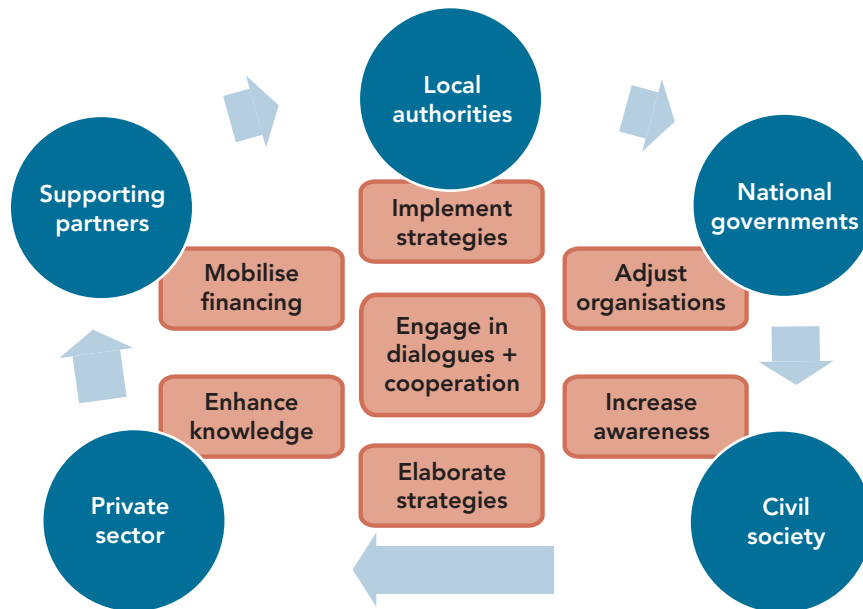 Local
authorities
Supporting
partners
National
governments
Implement
strategies
Mobilise
financing
Adjust
organisations
Engage in
dialogues +
cooperation
Enhance
knowledge
Increase
awareness
Elaborate
strategies
Private
sector
Civil
society